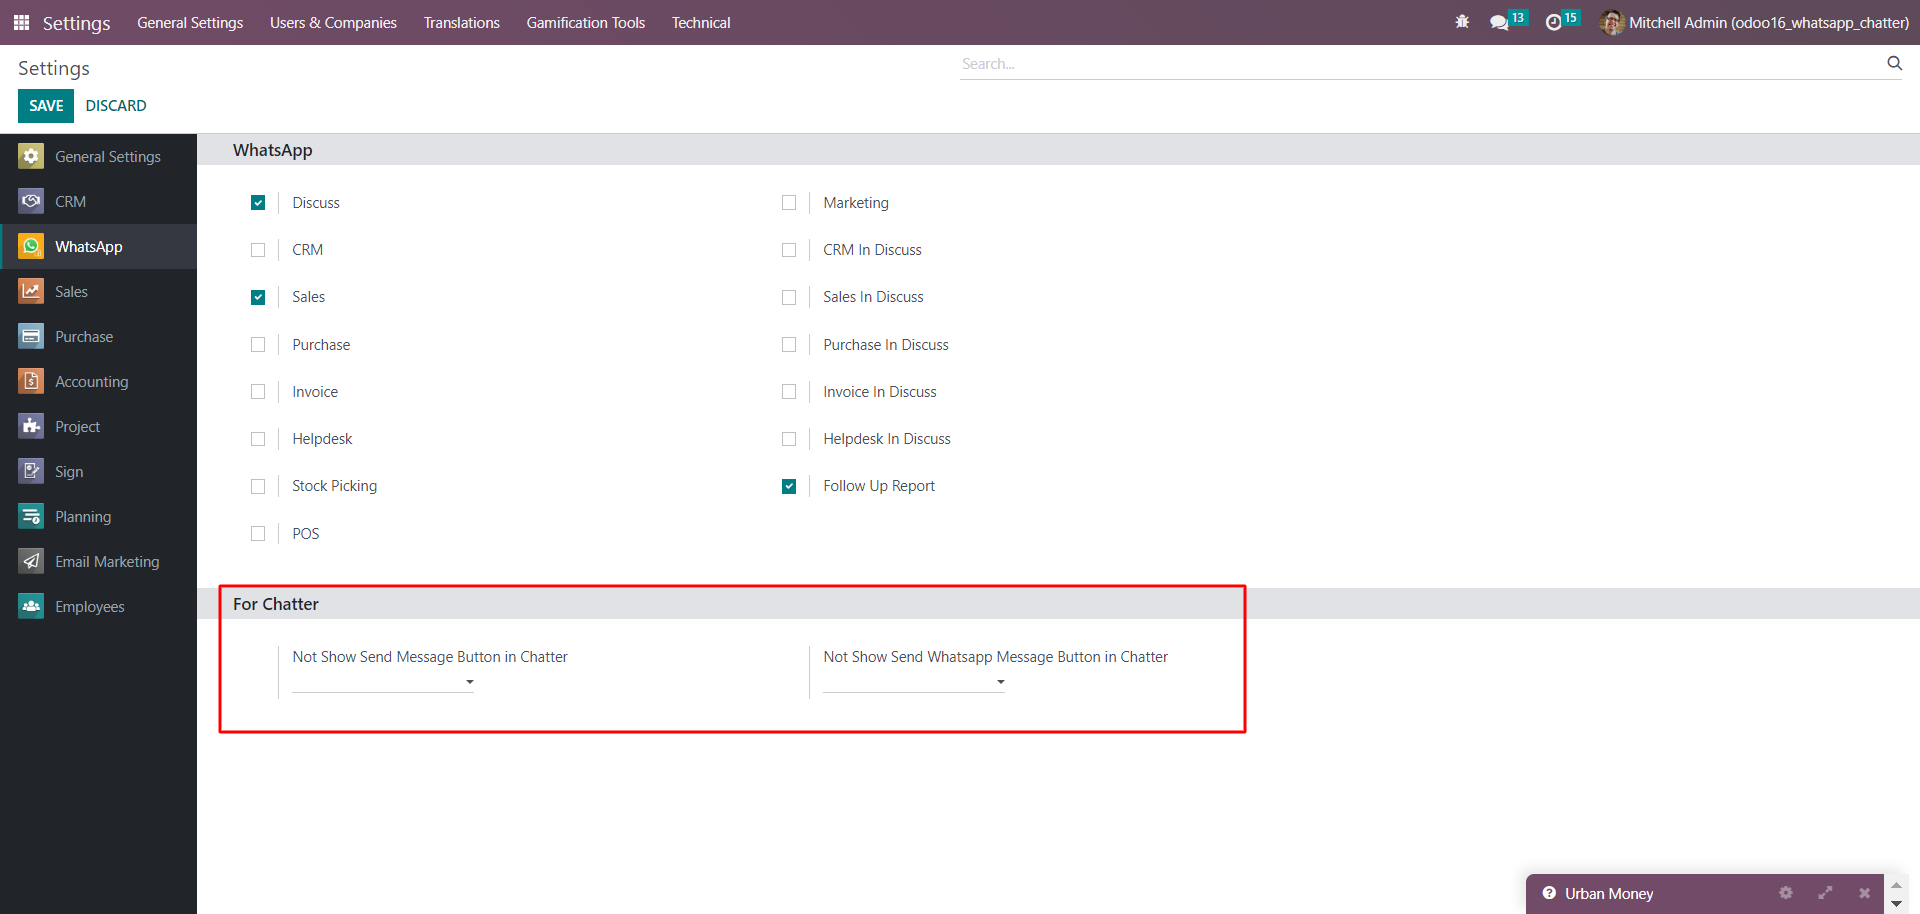 Settings General Settings Users & Companies Translations Gamification Tools Technical 13 15 Mitchell Admin (odoo16_whatsapp_chatter)
Settings Search...
SAVE DISCARD
General Settings
CRM
WhatsApp
Sales
Purchase
Accounting
Project
Sign
Planning
Email Marketing
Employees
WhatsApp
Discuss Marketing
CRM CRM In Discuss
Sales Sales In Discuss
Purchase Purchase In Discuss
Invoice Invoice In Discuss
Helpdesk Helpdesk In Discuss
Stock Picking Follow Up Report
POS
For Chatter
Not Show Send Message Button in Chatter Not Show Send Whatsapp Message Button in Chatter
Urban Money